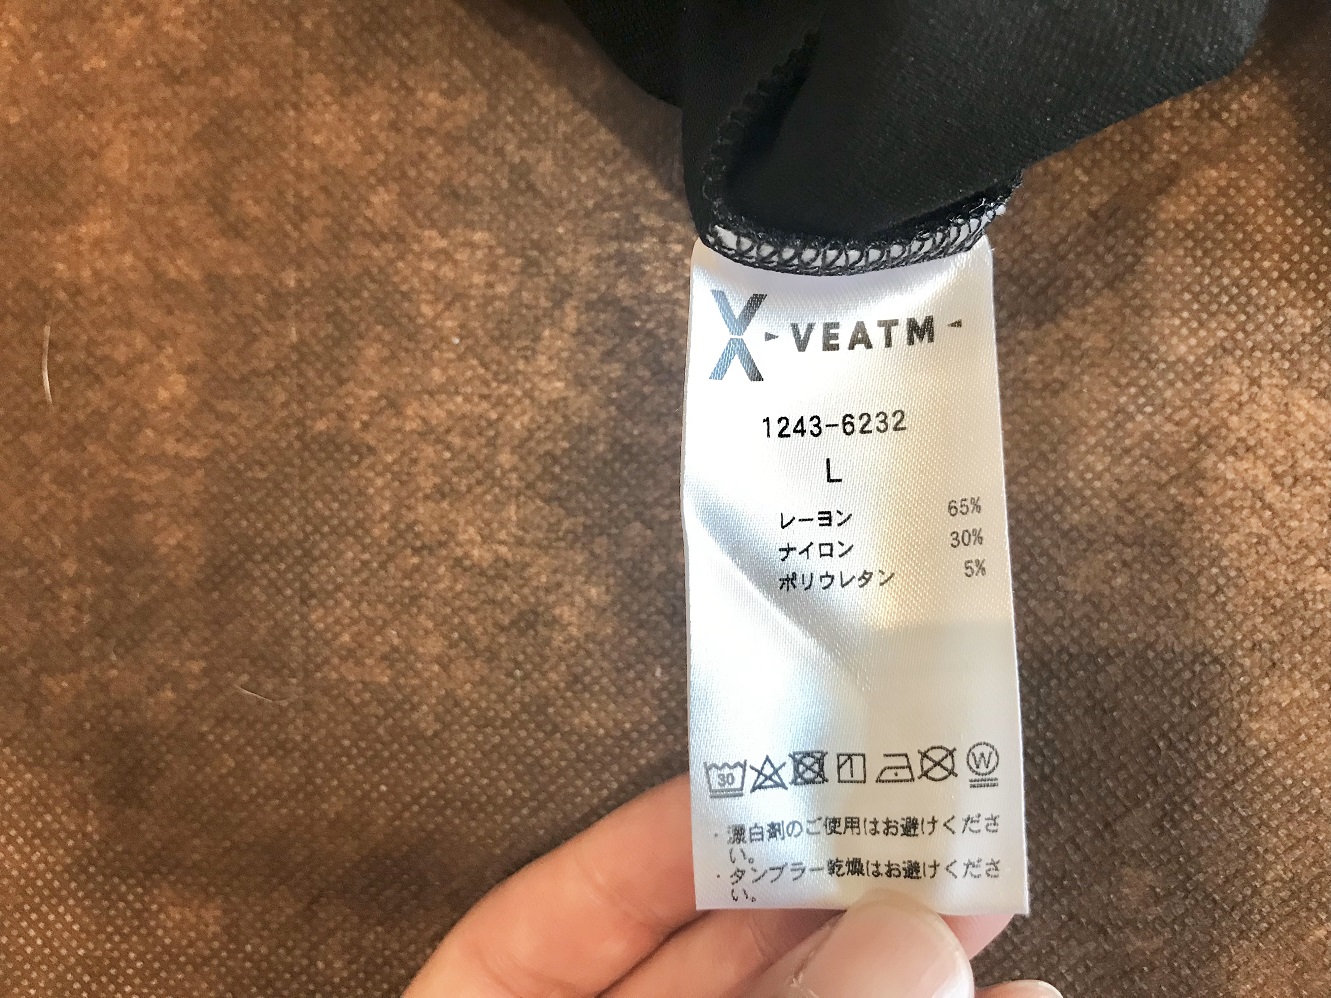 VEATM
1243-6232
L
レーヨン 65%
ナイロン 30%
ポリウレタン 5%
30 W
・漂白剤のご使用はお避けくださ
い。
・タンブラー乾燥はお避けくださ
い。